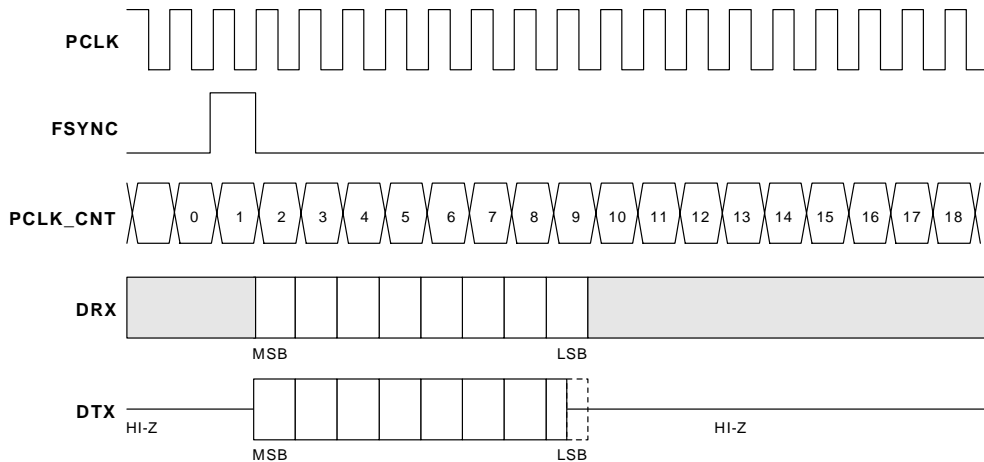 PCLK
FSYNC
PCLK_CNT 0 1 2 3 4 5 6 7 8 9 10 11 12 13 14 15 16 17 18
DRX
MSB LSB
DTX
HI-Z HI-Z
MSB LSB